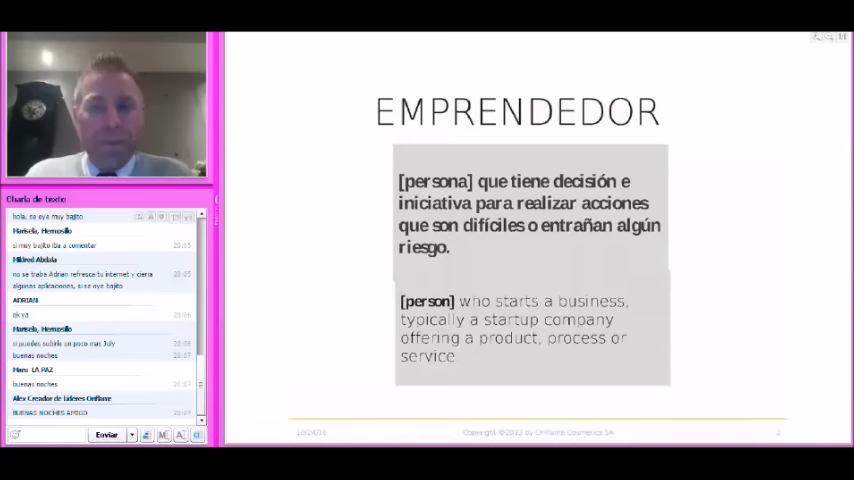 Charla de texto
hola, se oye muy bajito
Marisela, Hermosillo
si muy bajito iba a comentar
20:05
Mildred Abdala
no se traba Adrian refresca tu internet y cierra
20:05
algunas aplicaciones, si se oye bajito
ADRIAN
20:06
ok ya
Marisela, Hermosillo
si puedes subirle un poco mas July
20:06
buenas noches
20:07
LA PAZ
buenas noches
20:07
Alex Creador de Líderes Oriflame
BUENAS NOCHES AMIGO
20:07
Enviar
EMPRENDEDOR
[persona] que tiene decisión e
iniciativa para realizar acciones
que son difíciles o entrañan algún
riesgo.
[person] who starts a business,
typically a startup company
offering a product, process or
service
Copyright ©2013 by Oriflame Cosmetics SA
2